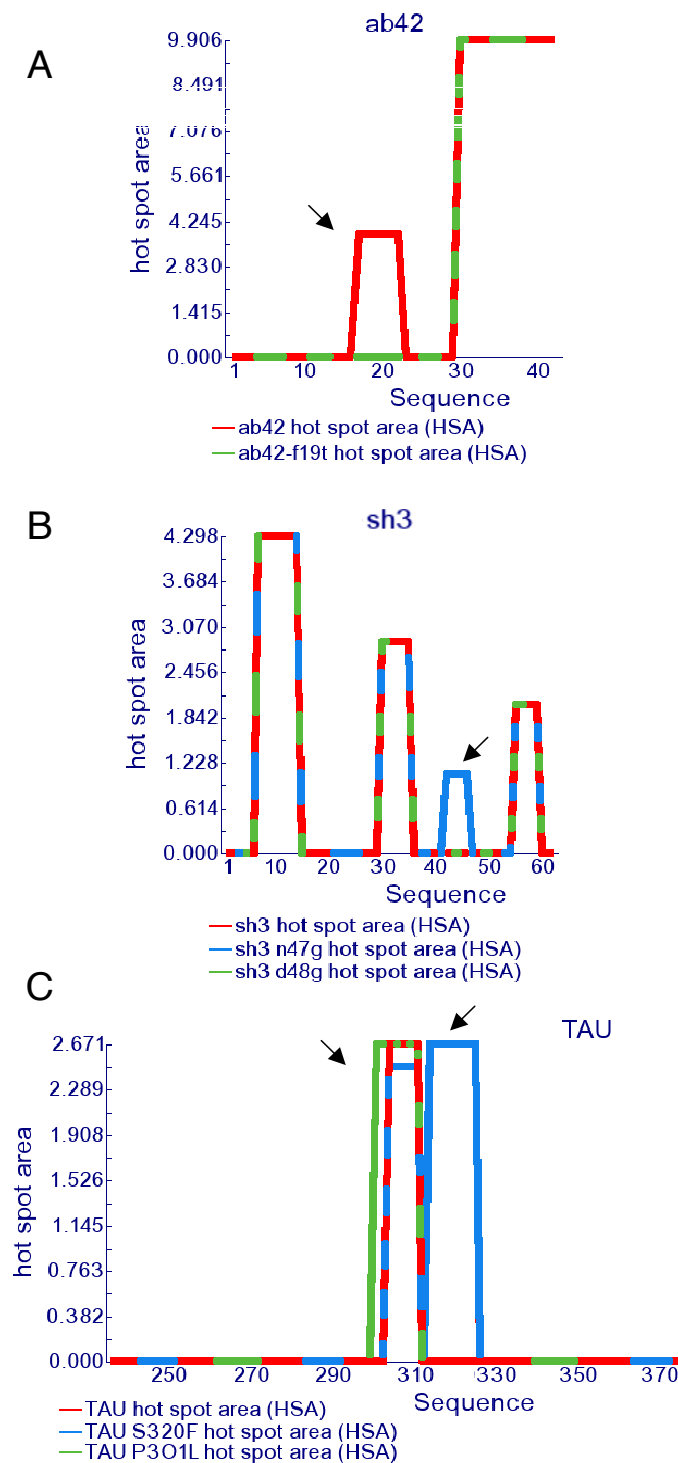 ab42
A
9.906
8.491
7.076
5.661
4.245
2.830
1.415
0.000
hot spot area
1 10 20 30 40
Sequence
ab42 hot spot area (HSA)
ab42-f19t hot spot area (HSA)
B
sh3
4.298
3.684
3.070
2.456
1.842
1.228
0.614
0.000
hot spot area
1 10 20 30 40 50 60
Sequence
sh3 hot spot area (HSA)
sh3 n47g hot spot area (HSA)
sh3 d48g hot spot area (HSA)
C
TAU
2.671
2.289
1.908
1.526
1.145
0.763
0.382
0.000
hot spot area
250 270 290 310 330 350 370
Sequence
TAU hot spot area (HSA)
TAU S320F hot spot area (HSA)
TAU P3O1L hot spot area (HSA)